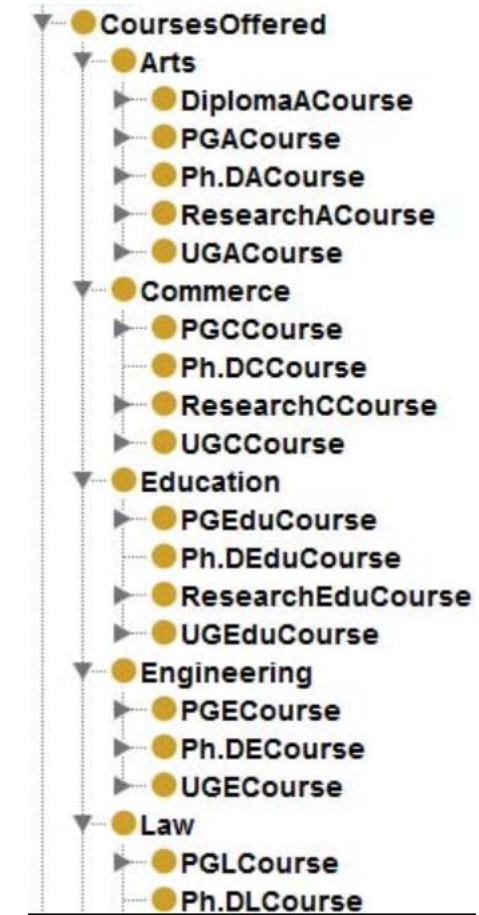 CoursesOffered
Arts
DiplomaACourse
PGACourse
Ph.DACourse
ResearchACourse
UGACourse
Commerce
PGCCourse
Ph.DCCourse
ResearchCCourse
UGCCourse
Education
PGEduCourse
Ph.DEduCourse
ResearchEduCourse
UGEduCourse
Engineering
PGECourse
Ph.DECourse
UGECourse
Law
PGLCourse
Ph.DLCourse